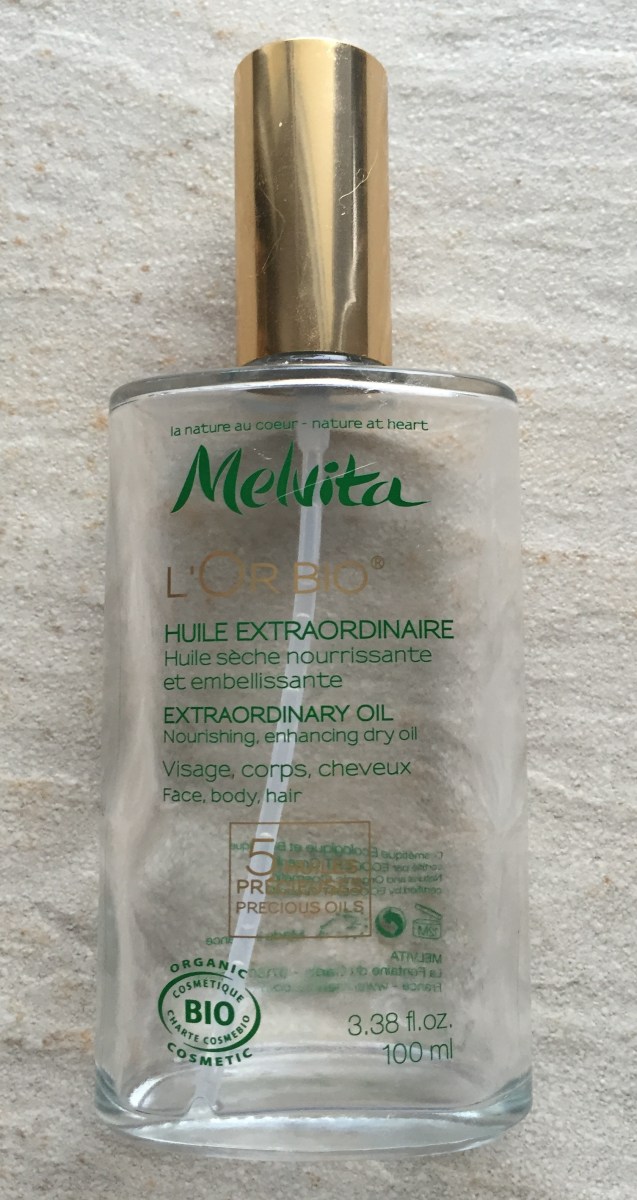 la nature au coeur - nature at heart
Melvita
L'OR BIO®
HUILE EXTRAORDINAIRE
Huile sèche nourrissante
et embellissante
EXTRAORDINARY OIL
Nourishing, enhancing dry oil
Visage, corps, cheveux
Face, body, hair
5
PRECIOUS OILS
ORGANIC
COSMETIQUE
BIO
CHARTE COSMEBIO
COSMETIC
3.38 fl.oz.
100 ml
MELVITA